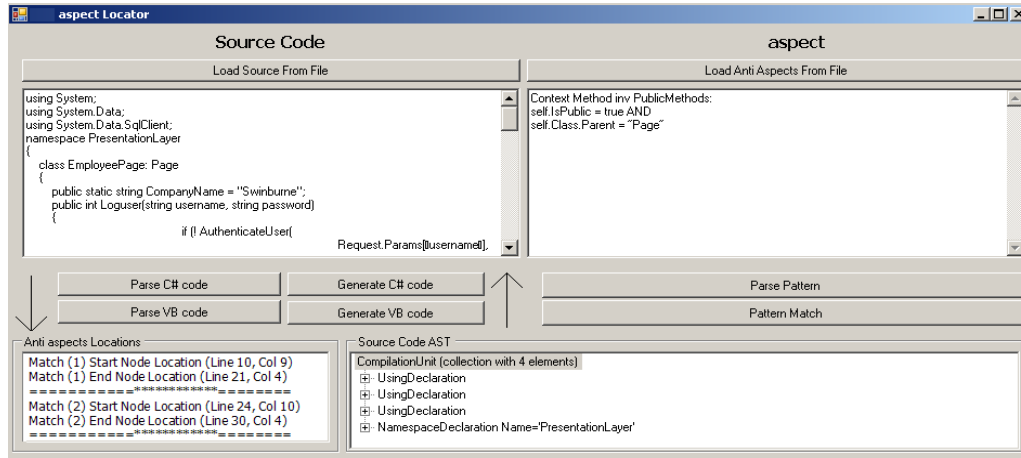 aspect Locator
Source Code
aspect
Load Source From File
Load Anti Aspects From File
using System;
using System.Data;
using System.Data.SqlClient;
namespace PresentationLayer
{
class EmployeePage: Page
{
public static string CompanyName = "Swinburne";
public int Loguser(string username, string password)
{
if (! AuthenticateUser(
Request.Params[▯username▯],
Context Method inv PublicMethods:
self.IsPublic = true AND
self.Class.Parent = "Page"
Parse C# code
Generate C# code
Parse VB code
Generate VB code
Parse Pattern
Pattern Match
Anti aspects Locations
Match (1) Start Node Location (Line 10, Col 9)
Match (1) End Node Location (Line 21, Col 4)
===========************========
Match (2) Start Node Location (Line 24, Col 10)
Match (2) End Node Location (Line 30, Col 4)
===========************========
Source Code AST
CompilationUnit (collection with 4 elements)
UsingDeclaration
UsingDeclaration
UsingDeclaration
NamespaceDeclaration Name='PresentationLayer'